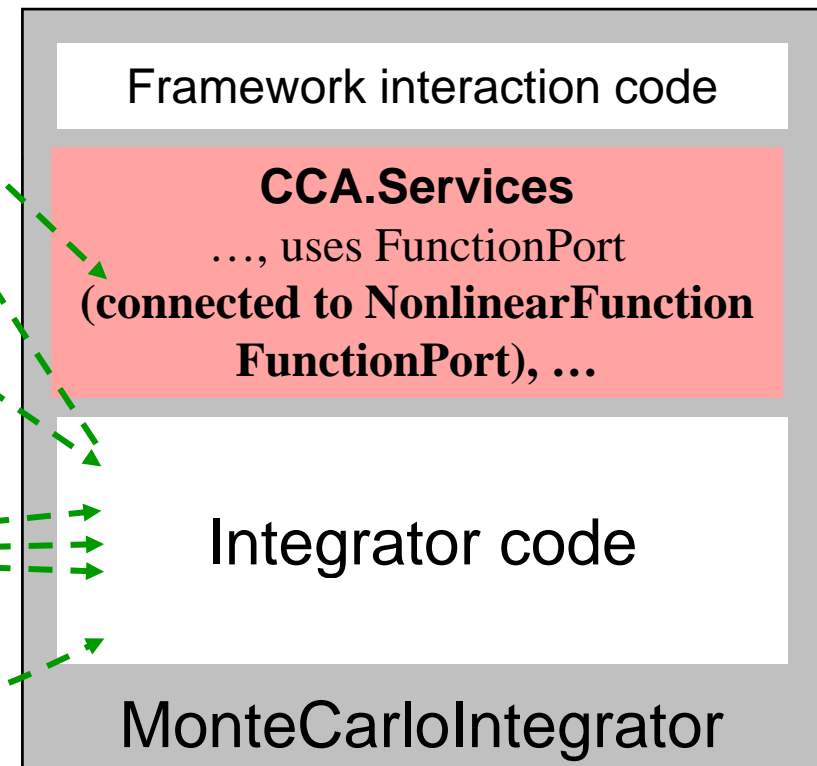 Framework interaction code
CCA.Services
…, uses FunctionPort
(connected to NonlinearFunction
FunctionPort), …
Integrator code
MonteCarloIntegrator